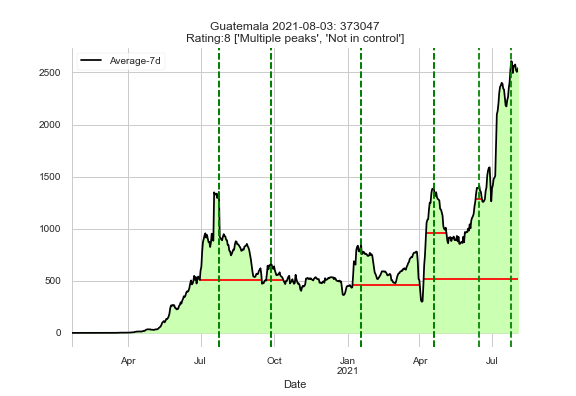 Guatemala 2021-08-03: 373047
Rating:8 ['Multiple peaks', 'Not in control']
Average-7d
2500
2000
1500
1000
500
0
Apr Jul Oct Jan Apr Jul
2021
Date